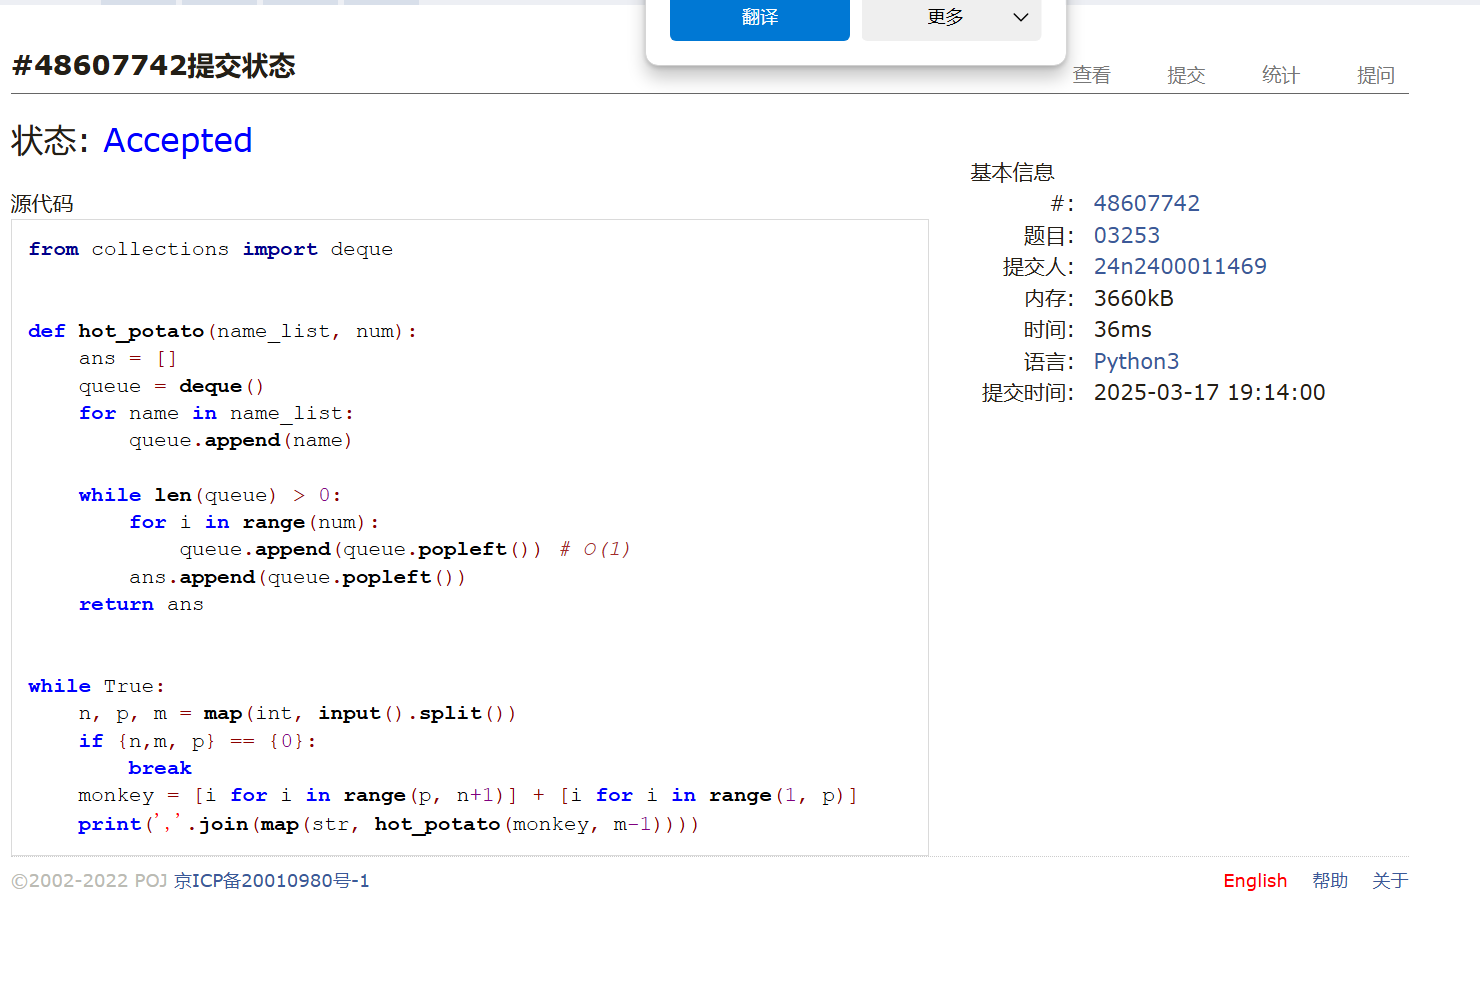 翻译
更多
#48607742提交状态
查看
提交
统计
提问
状态: Accepted
源代码
from collections import deque
def hot_potato(name_list, num):
    ans = []
    queue = deque()
    for name in name_list:
        queue.append(name)
    while len(queue) > 0:
        for i in range(num):
            queue.append(queue.popleft()) # O(1)
        ans.append(queue.popleft())
    return ans
while True:
    n, p, m = map(int, input().split())
    if {n,m, p} == {0}:
        break
    monkey = [i for i in range(p, n+1)] + [i for i in range(1, p)]
    print(','.join(map(str, hot_potato(monkey, m-1))))
基本信息
#: 48607742
题目: 03253
提交人: 24n2400011469
内存: 3660kB
时间: 36ms
语言: Python3
提交时间: 2025-03-17 19:14:00
©2002-2022 POJ 京ICP备20010980号-1
English 帮助 关于